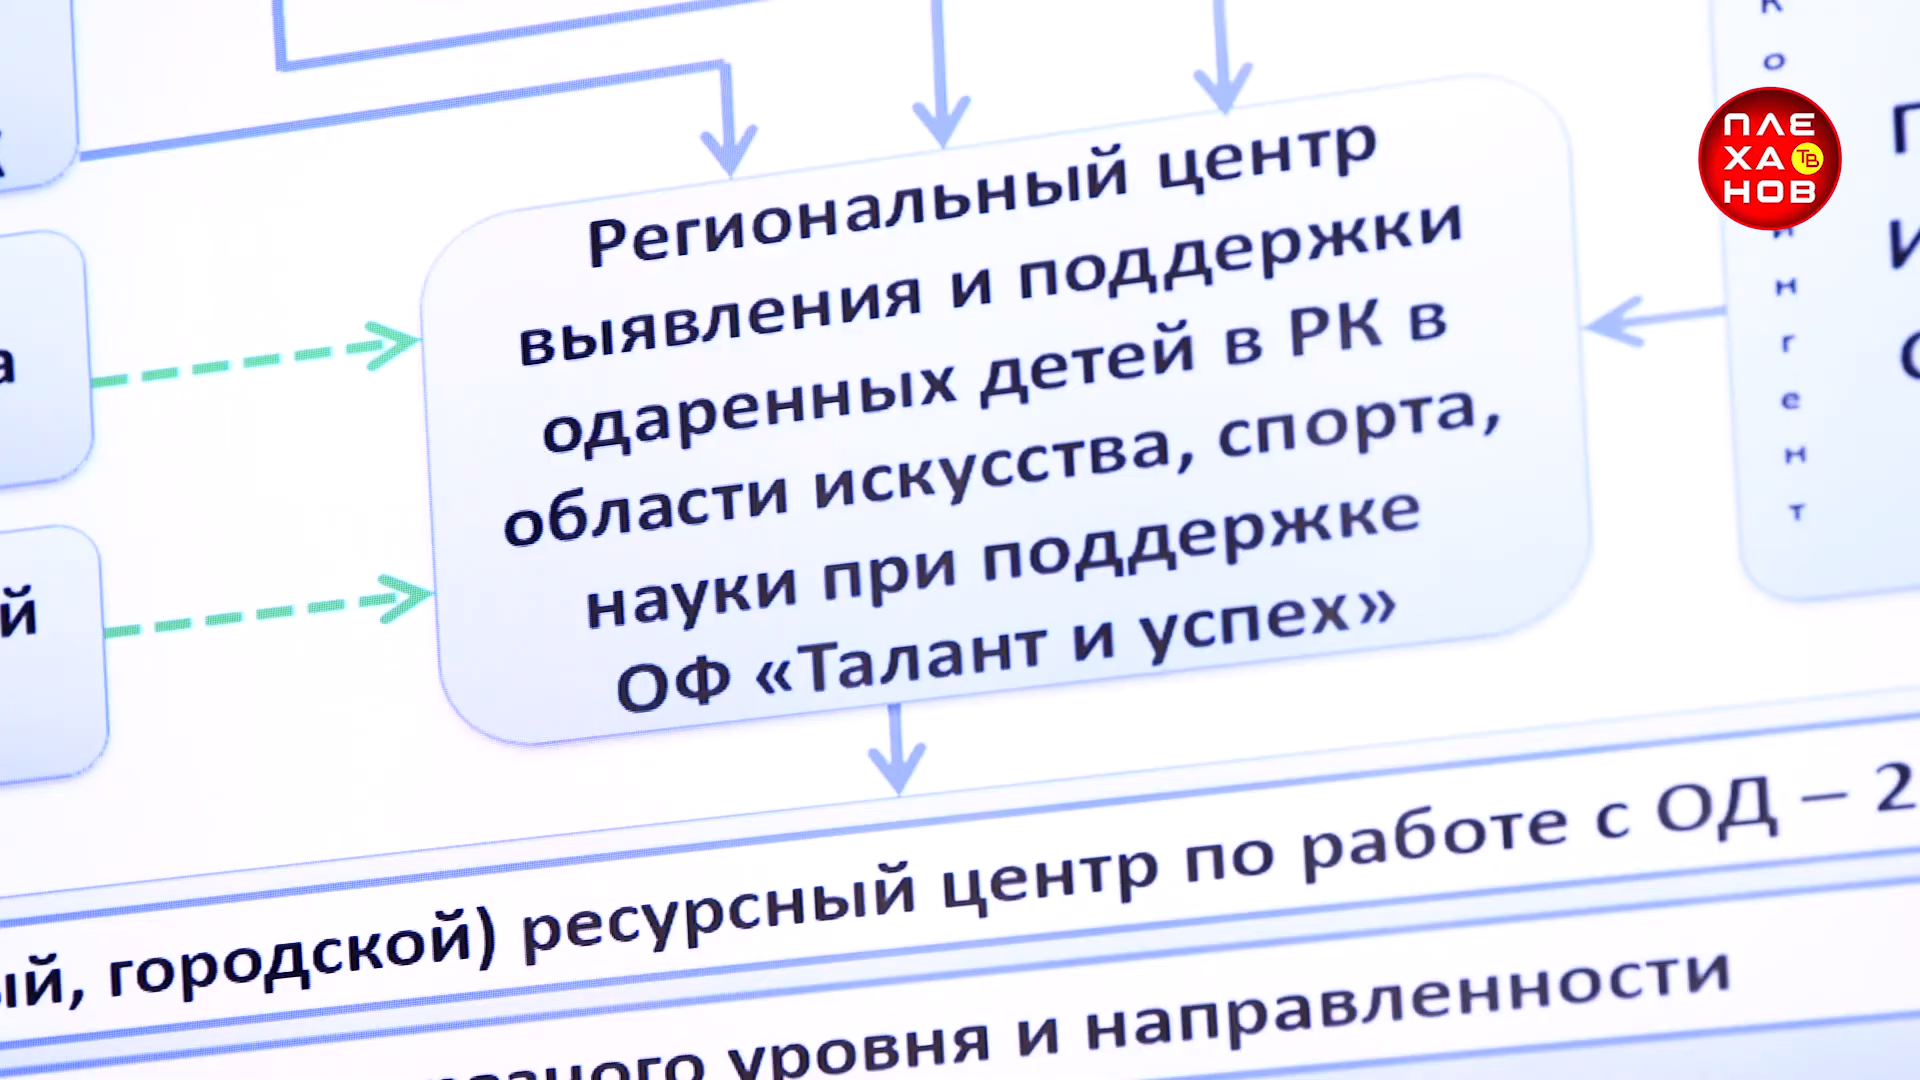 ПЛЕ
ХА ТВ
НОВ
Региональный центр
выявления и поддержки
одаренных детей в РК в
области искусства, спорта,
науки при поддержке
ОФ «Талант и успех»
городской) ресурсный центр по работе с ОД – 2
уровня и направленности